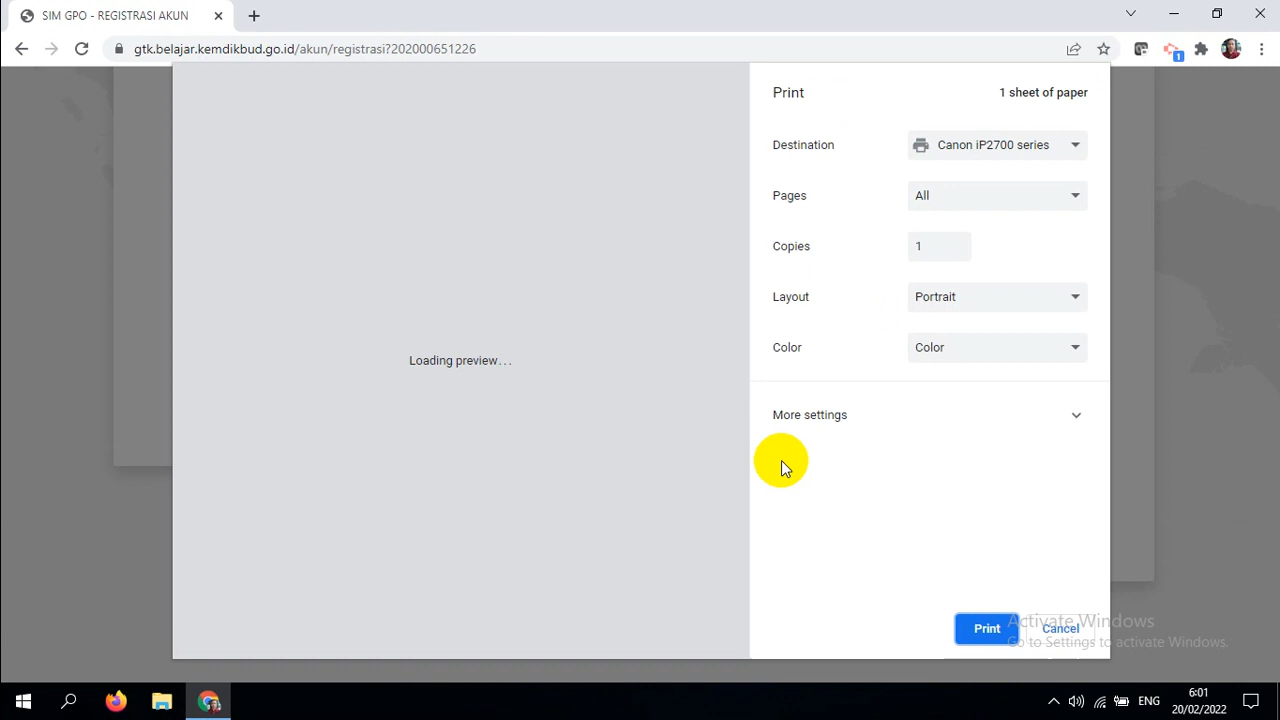 SIM GPO - REGISTRASI AKUN
gtk.belajar.kemdikbud.go.id/akun/registrasi?202000651226
1
Print
1 sheet of paper
Destination
Canon iP2700 series
Pages
All
Copies
1
Layout
Portrait
Loading preview...
Color
Color
More settings
Print
Cancel
Activate Windows
Go to Settings to activate Windows.
ENG
6:01
20/02/2022